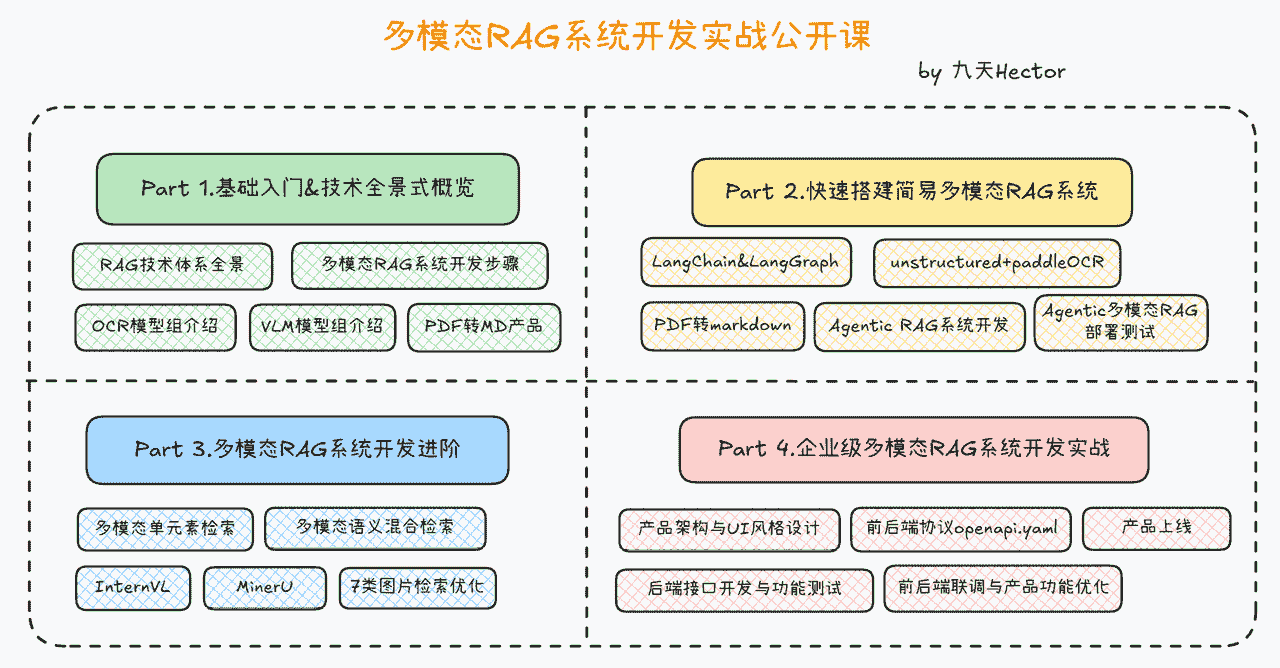 多模态RAG系统开发实战公开课
by 九天Hector
Part 1.基础入门&技术全景式概览
RAG技术体系全景
多模态RAG系统开发步骤
OCR模型组介绍
VLM模型组介绍
PDF转MD产品
Part 2.快速搭建简易多模态RAG系统
LangChain&LangGraph
unstructured+paddleOCR
PDF转markdown
Agentic RAG系统开发
Agentic多模态RAG
部署测试
Part 3.多模态RAG系统开发进阶
多模态单元素检索
多模态语义混合检索
InternVL
MinerU
7类图片检索优化
Part 4.企业级多模态RAG系统开发实战
产品架构与UI风格设计
前后端协议openapi.yaml
产品上线
后端接口开发与功能测试
前后端联调与产品功能优化